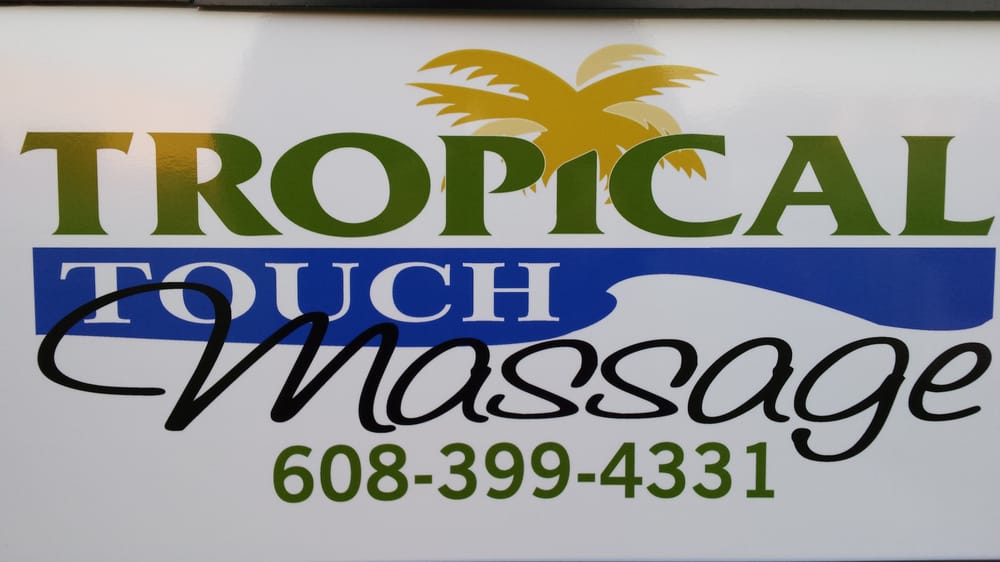 TROPiCAL
TOUCH
Massage
608-399-4331